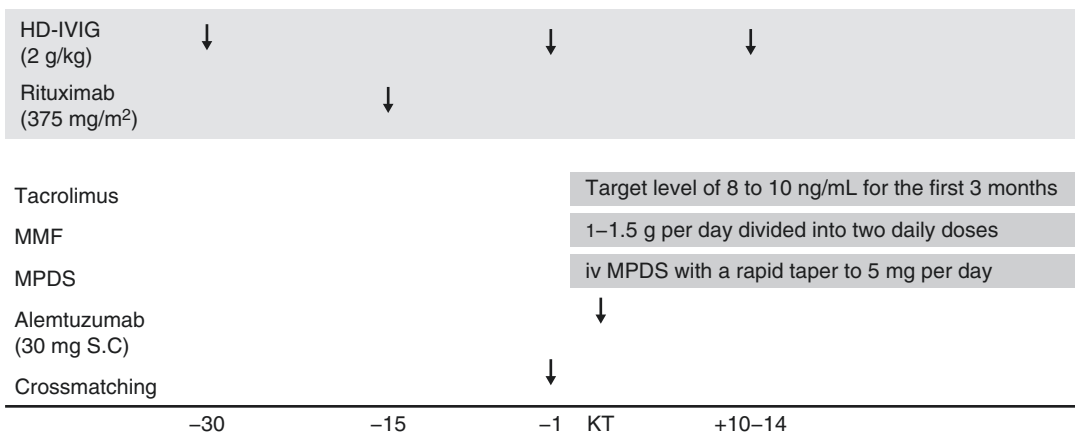 HD-IVIG
(2 g/kg)
Rituximab
(375 mg/m²)
Tacrolimus
Target level of 8 to 10 ng/mL for the first 3 months
MMF
1–1.5 g per day divided into two daily doses
MPDS
iv MPDS with a rapid taper to 5 mg per day
Alemtuzumab
(30 mg S.C)
Crossmatching
–30 –15 –1 KT +10–14